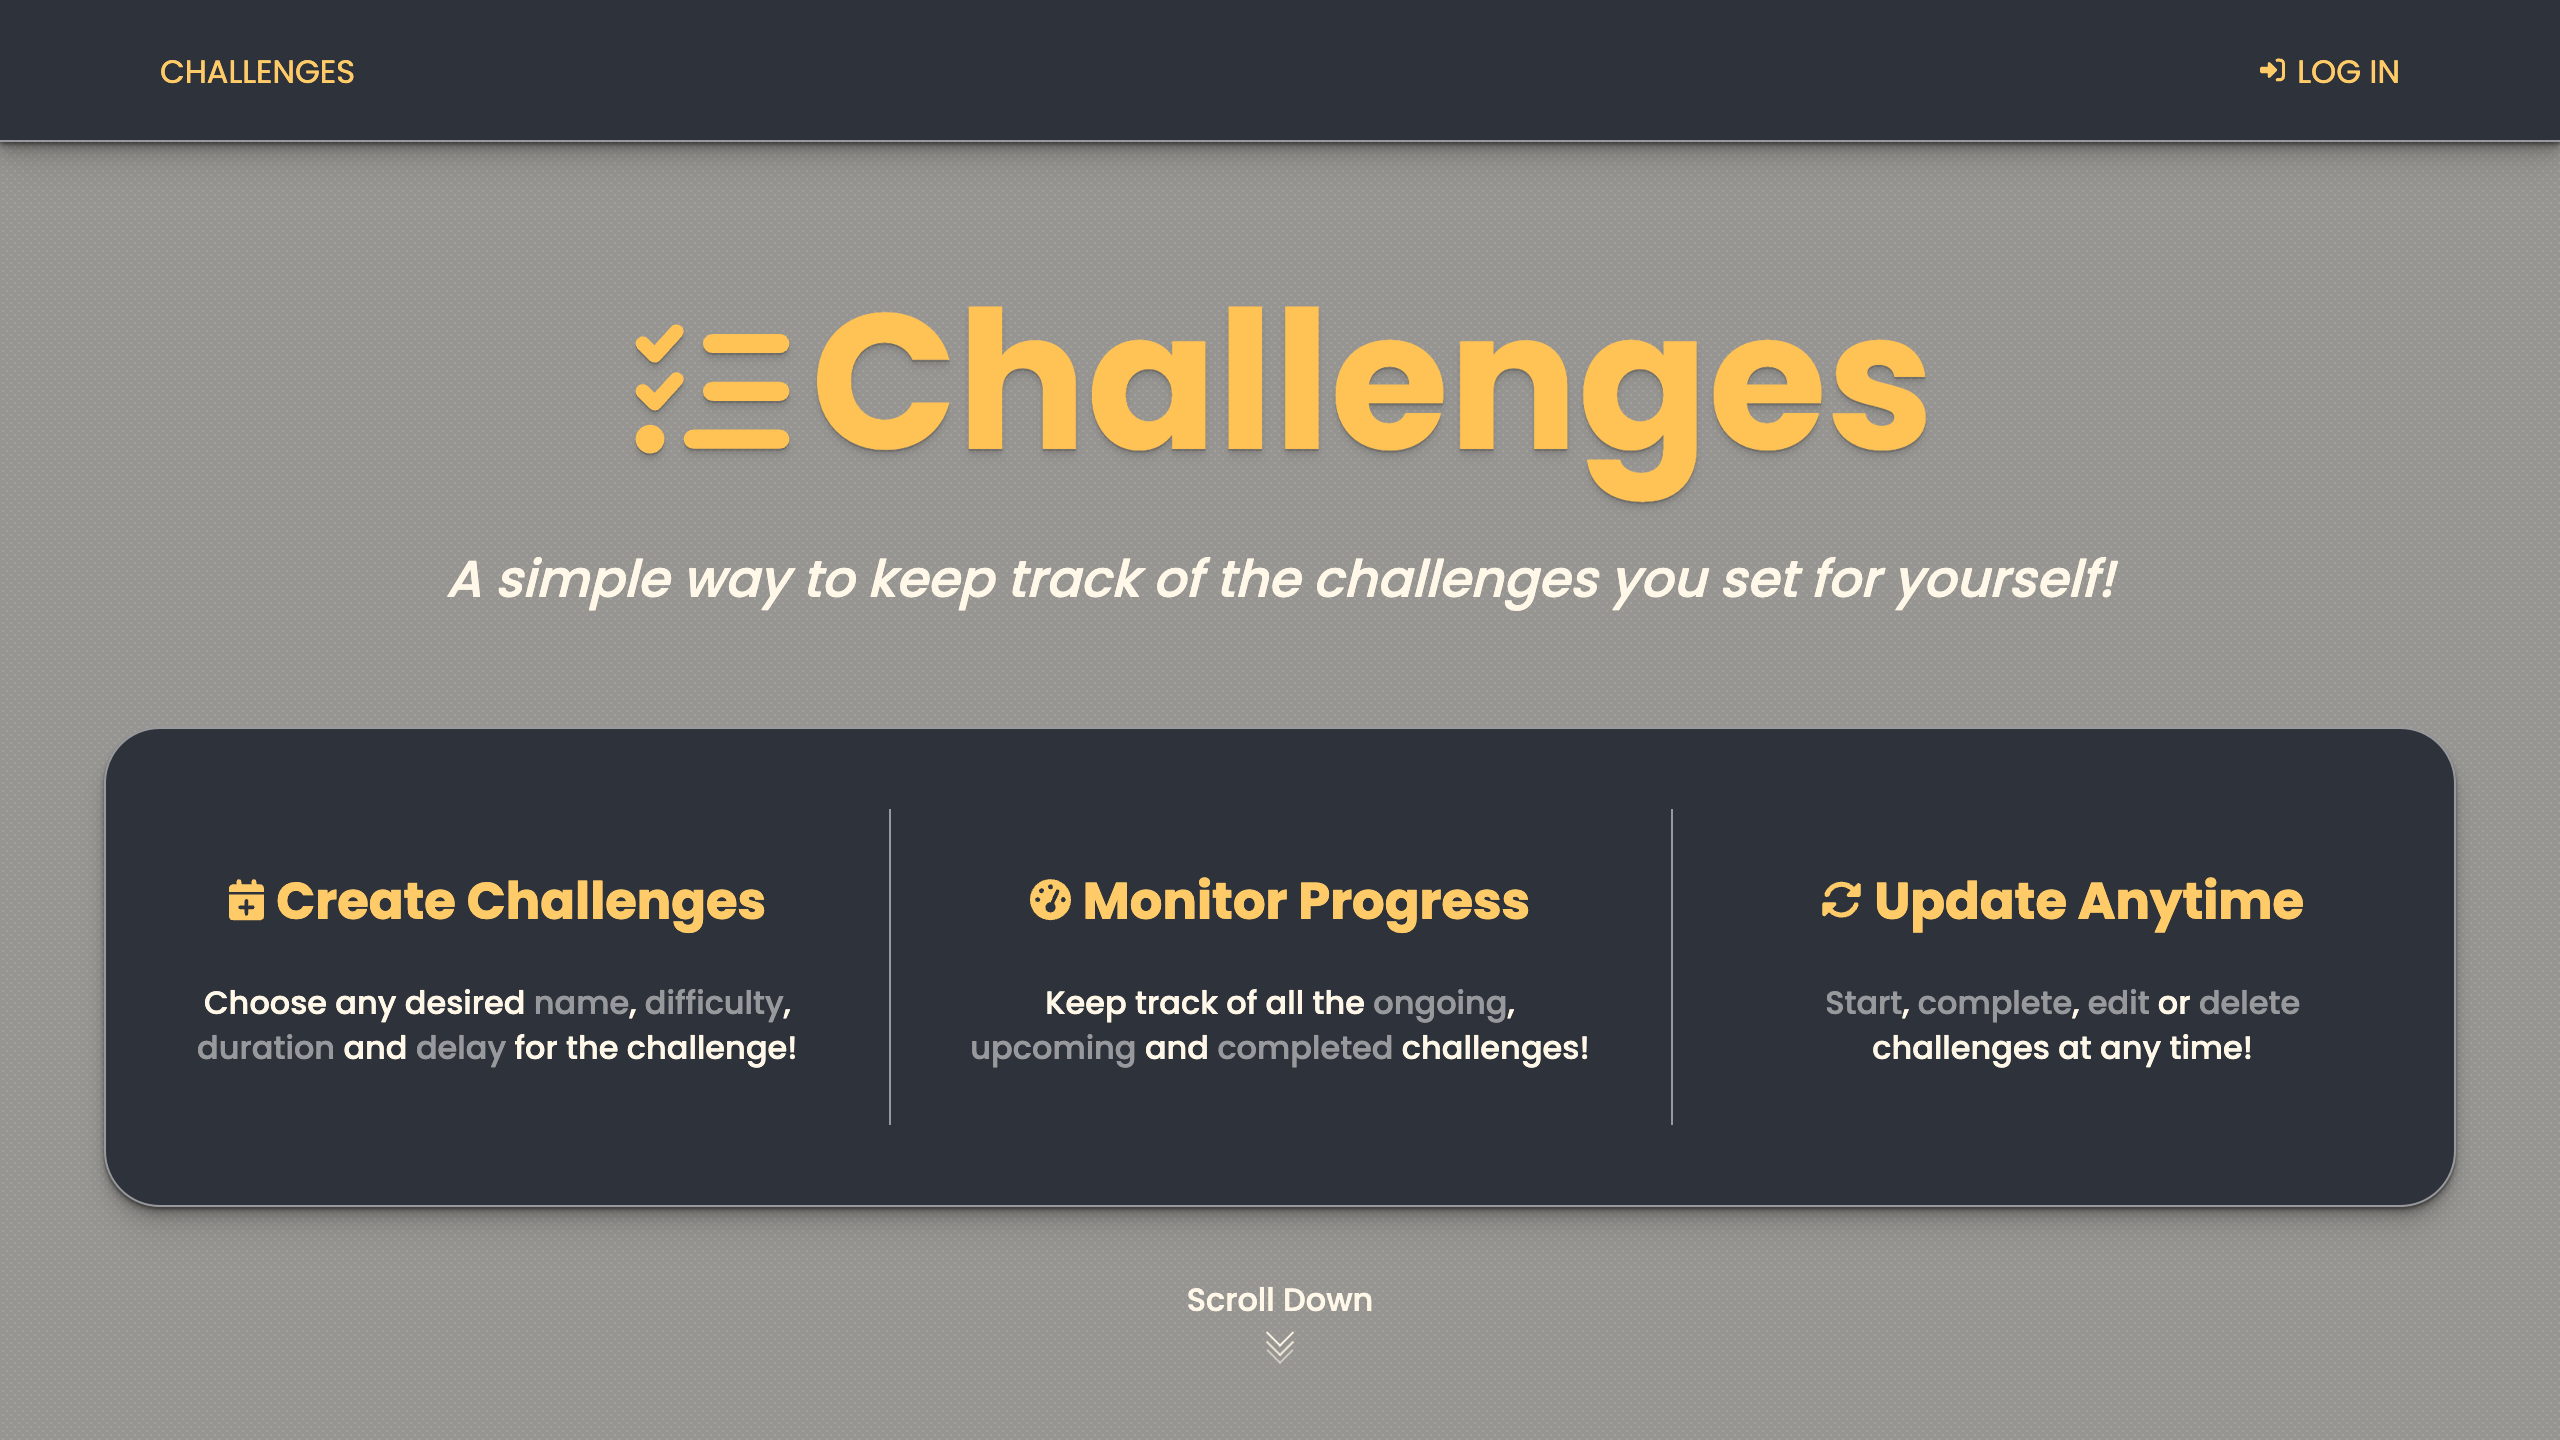 CHALLENGES
LOG IN
Challenges
A simple way to keep track of the challenges you set for yourself!
Create Challenges
Choose any desired name, difficulty,
duration and delay for the challenge!
Monitor Progress
Keep track of all the ongoing,
upcoming and completed challenges!
Update Anytime
Start, complete, edit or delete
challenges at any time!
Scroll Down